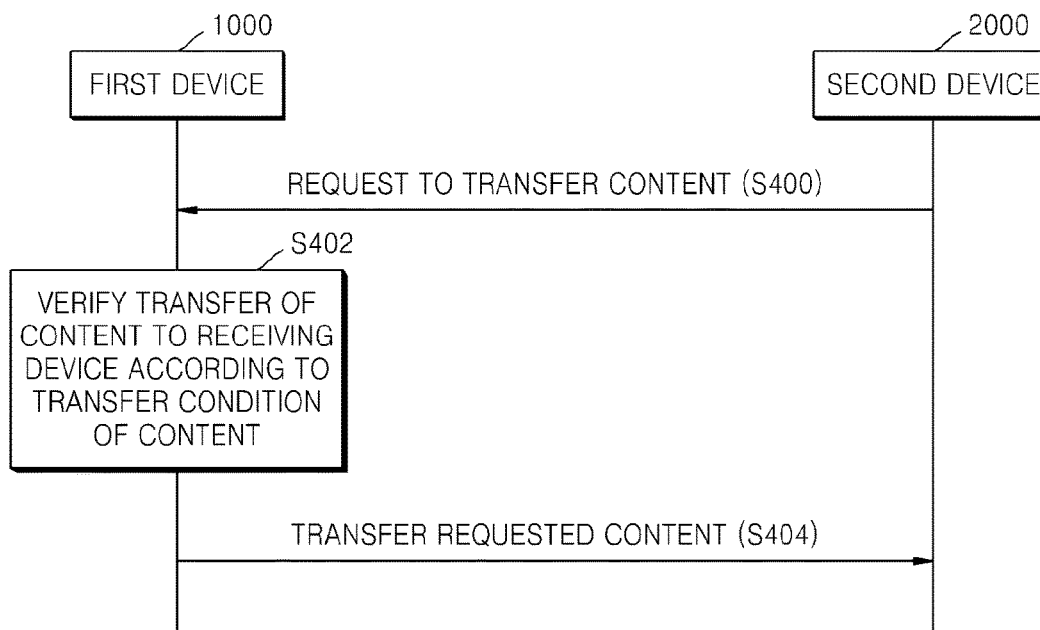 1000
2000
FIRST DEVICE
SECOND DEVICE
REQUEST TO TRANSFER CONTENT (S400)
S402
VERIFY TRANSFER OF
CONTENT TO RECEIVING
DEVICE ACCORDING TO
TRANSFER CONDITION
OF CONTENT
TRANSFER REQUESTED CONTENT (S404)